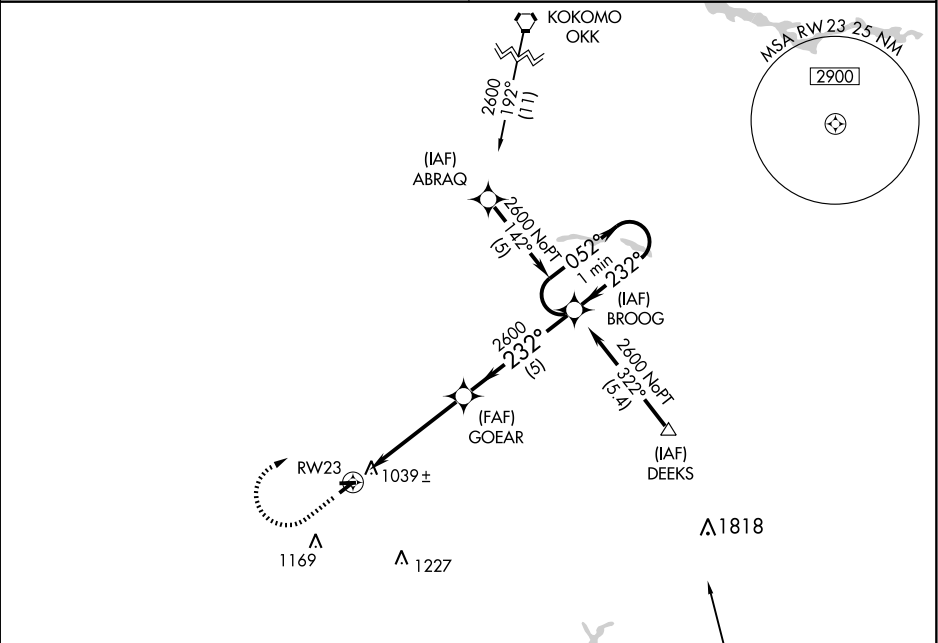 KOKOMO
OKK
MSA RW 23 25 NM
2900
2600
192°
(11)
(IAF)
ABRAQ
2600 NoPT
142°
(5)
052°
1 min
232°
(IAF)
BROOG
2600
232°
(5)
2600 NoPT
322°
(5.4)
(FAF)
GOEAR
(IAF)
DEEKS
RW23
1039 ±
1818
1169
1227